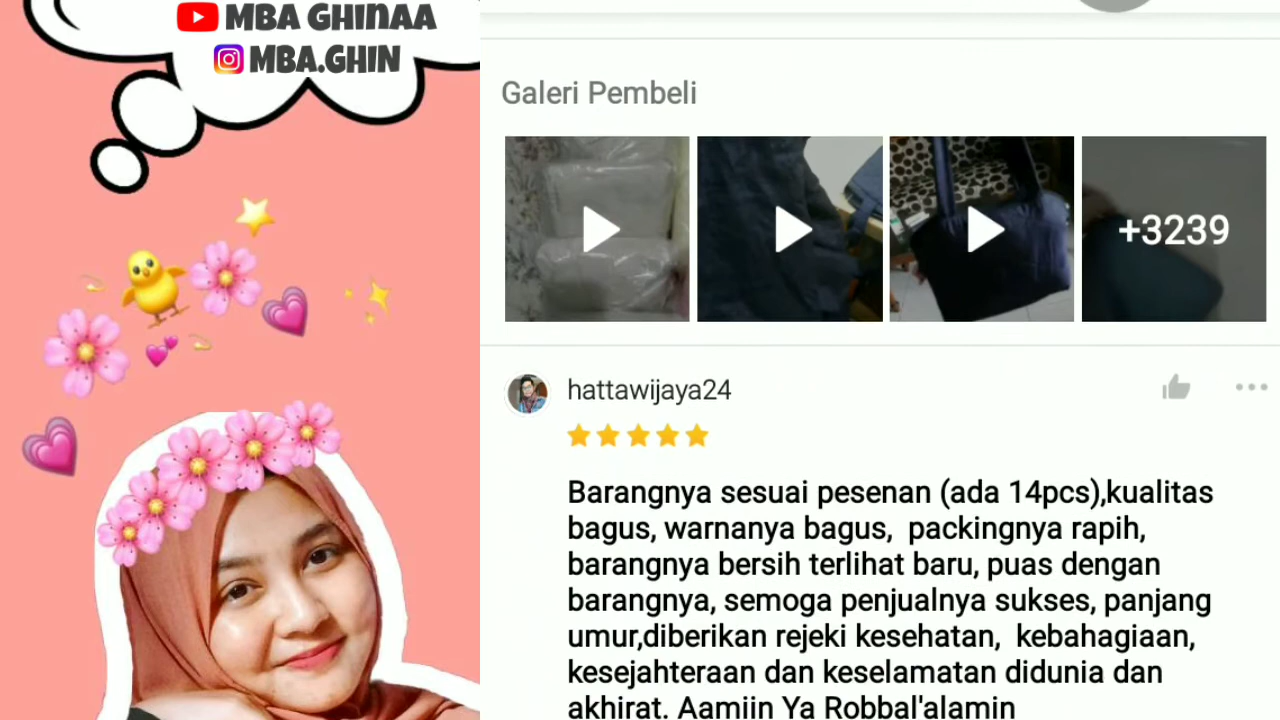 MBA GHINAA
MBA.GHIN
Galeri Pembeli
+3239
hattawijaya24
Barangnya sesuai pesenan (ada 14pcs),kualitas
bagus, warnanya bagus,  packingnya rapih,
barangnya bersih terlihat baru, puas dengan
barangnya, semoga penjualnya sukses, panjang
umur,diberikan rejeki kesehatan,  kebahagiaan,
kesejahteraan dan keselamatan didunia dan
akhirat. Aamiin Ya Robbal'alamin